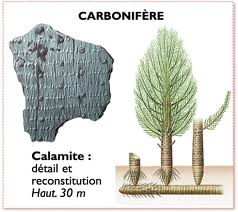 CARBONIFÈRE
Calamite :
détail et
reconstitution
Haut. 30 m